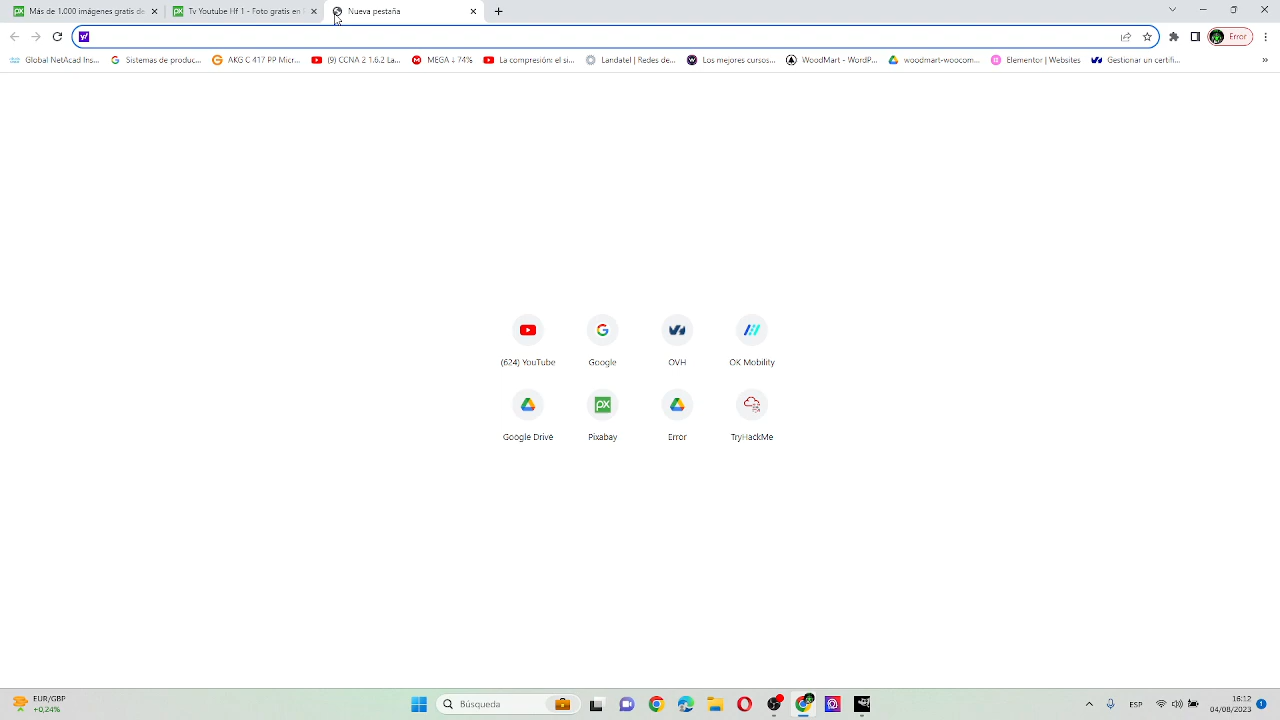 Más de 1.000 imágenes gratis de
Tv Youtube Hf 1 - Foto gratis en
Nueva pestaña
Error
Global NetAcad Ins...
Sistemas de produc...
AKG C 417 PP Micr...
(9) CCNA 2 1.6.2 La...
MEGA ⇣ 74%
La compresión el si...
Landatel | Redes de...
Los mejores cursos...
WoodMart - WordP...
woodmart-woocom...
Elementor | Websites
Gestionar un certifi...
»
(624) YouTube
Google
OVH
OK Mobility
px
Google Drive
Pixabay
Error
TryHackMe
EUR/GBP
+0,24%
Búsqueda
ESP
16:12
04/08/2023